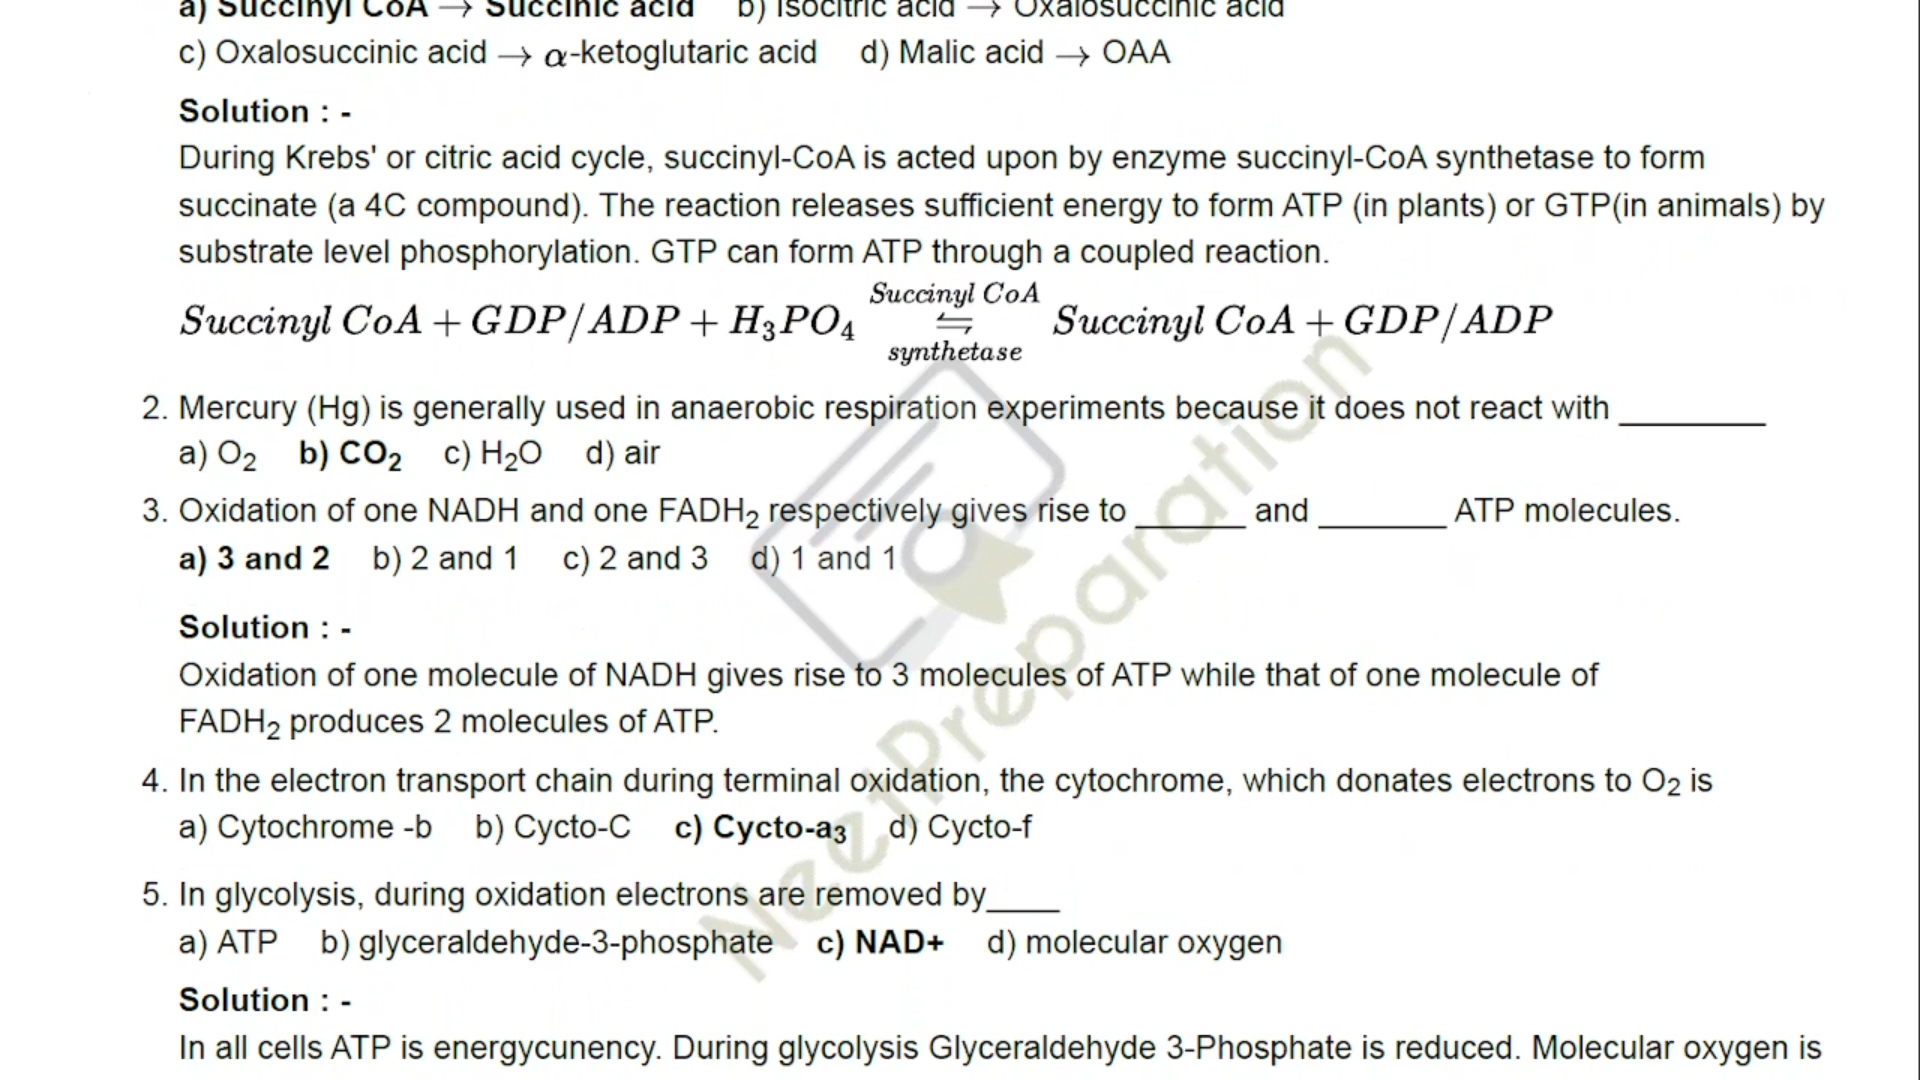 a) Succinyl CoA → Succinic acid b) Isocitric acid → Oxalosuccinic acid
c) Oxalosuccinic acid → α-ketoglutaric acid d) Malic acid → OAA
Solution : -
During Krebs' or citric acid cycle, succinyl-CoA is acted upon by enzyme succinyl-CoA synthetase to form
succinate (a 4C compound). The reaction releases sufficient energy to form ATP (in plants) or GTP(in animals) by
substrate level phosphorylation. GTP can form ATP through a coupled reaction.
Succinyl CoA + GDP/ADP + H₃PO₄ Succinyl CoA ⇋ synthetase Succinyl CoA + GDP/ADP
2. Mercury (Hg) is generally used in anaerobic respiration experiments because it does not react with ________
a) O₂ b) CO₂ c) H₂O d) air
3. Oxidation of one NADH and one FADH₂ respectively gives rise to ______ and _______ ATP molecules.
a) 3 and 2 b) 2 and 1 c) 2 and 3 d) 1 and 1
Solution : -
Oxidation of one molecule of NADH gives rise to 3 molecules of ATP while that of one molecule of
FADH₂ produces 2 molecules of ATP.
4. In the electron transport chain during terminal oxidation, the cytochrome, which donates electrons to O₂ is
a) Cytochrome -b b) Cycto-C c) Cycto-a₃ d) Cycto-f
5. In glycolysis, during oxidation electrons are removed by____
a) ATP b) glyceraldehyde-3-phosphate c) NAD+ d) molecular oxygen
Solution : -
In all cells ATP is energycunency. During glycolysis Glyceraldehyde 3-Phosphate is reduced. Molecular oxygen is
NeetPreparation